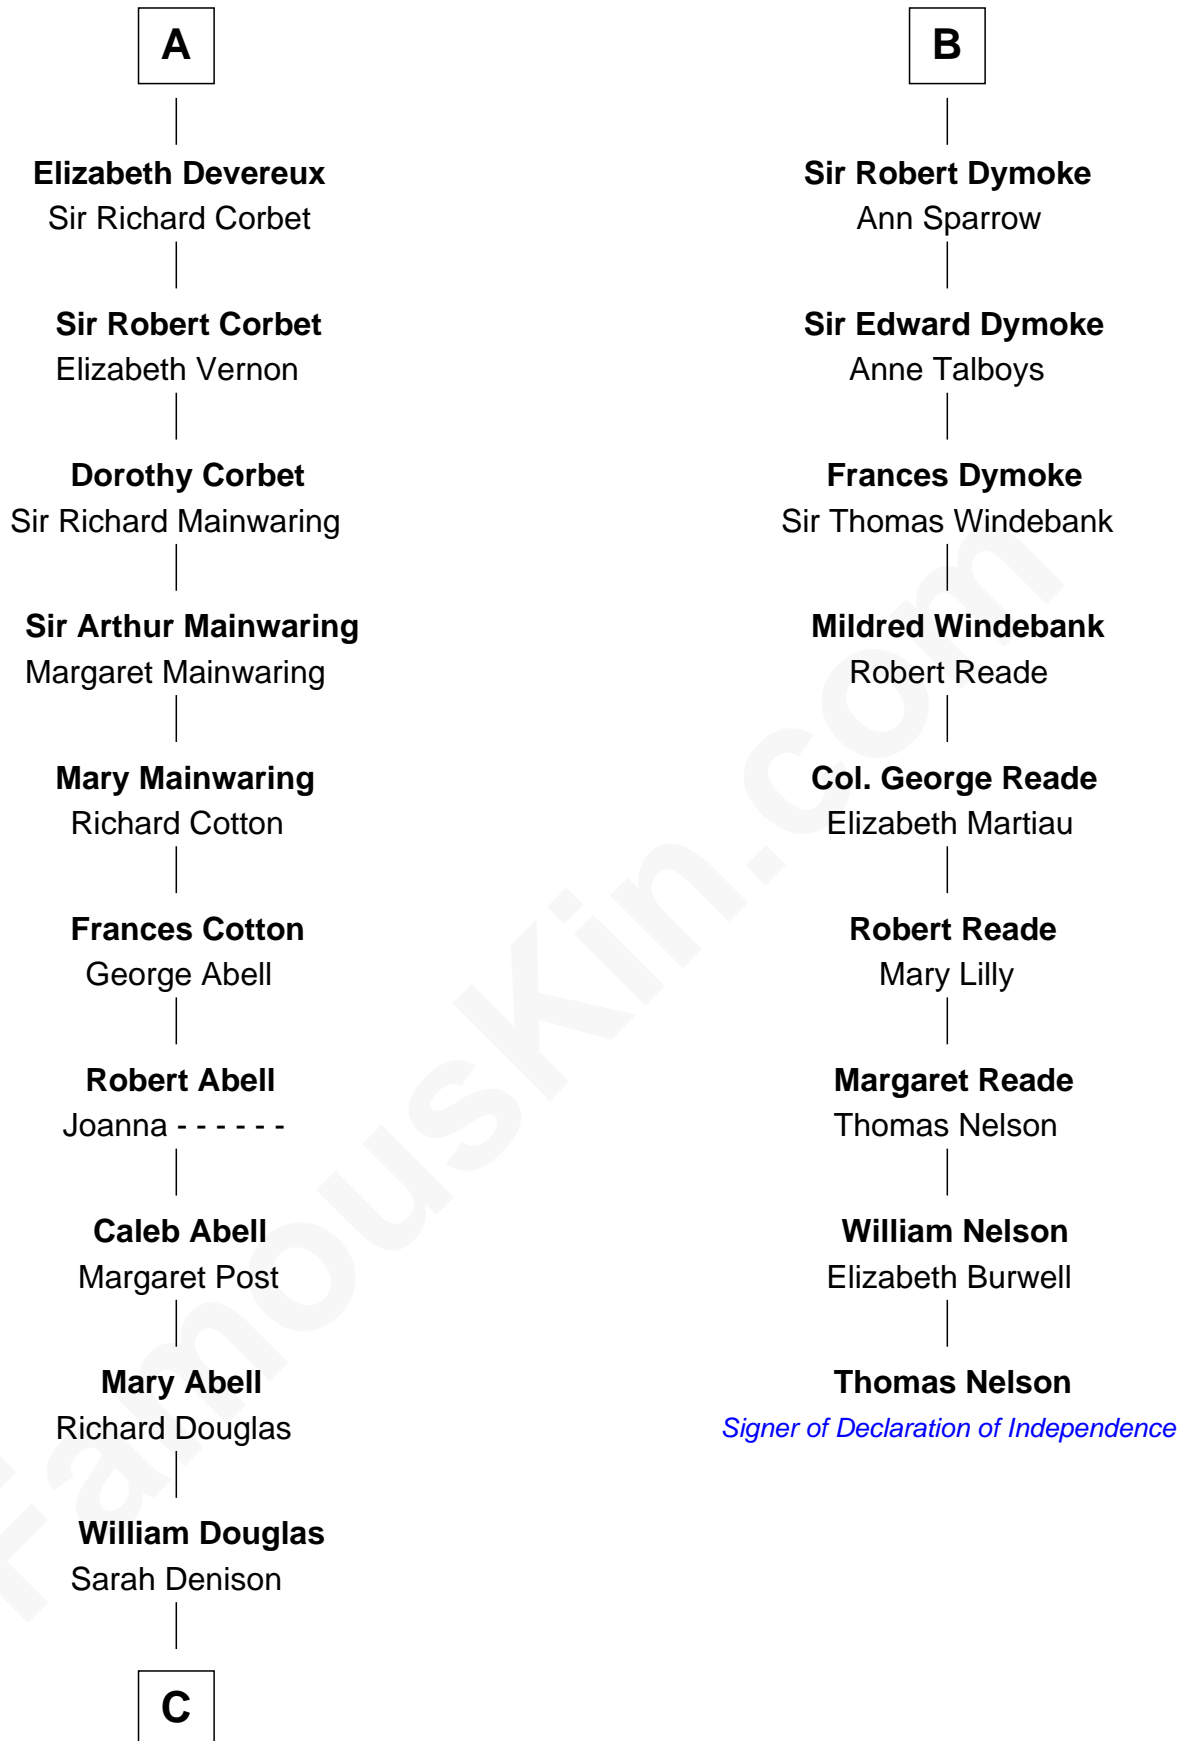 A
Elizabeth Devereux
Sir Richard Corbet
Sir Robert Corbet
Elizabeth Vernon
Dorothy Corbet
Sir Richard Mainwaring
Sir Arthur Mainwaring
Margaret Mainwaring
Mary Mainwaring
Richard Cotton
Frances Cotton
George Abell
Robert Abell
Joanna - - - - - -
Caleb Abell
Margaret Post
Mary Abell
Richard Douglas
William Douglas
Sarah Denison
C
B
Sir Robert Dymoke
Ann Sparrow
Sir Edward Dymoke
Anne Talboys
Frances Dymoke
Sir Thomas Windebank
Mildred Windebank
Robert Reade
Col. George Reade
Elizabeth Martiau
Robert Reade
Mary Lilly
Margaret Reade
Thomas Nelson
William Nelson
Elizabeth Burwell
Thomas Nelson
Signer of Declaration of Independence
FamousKin.com